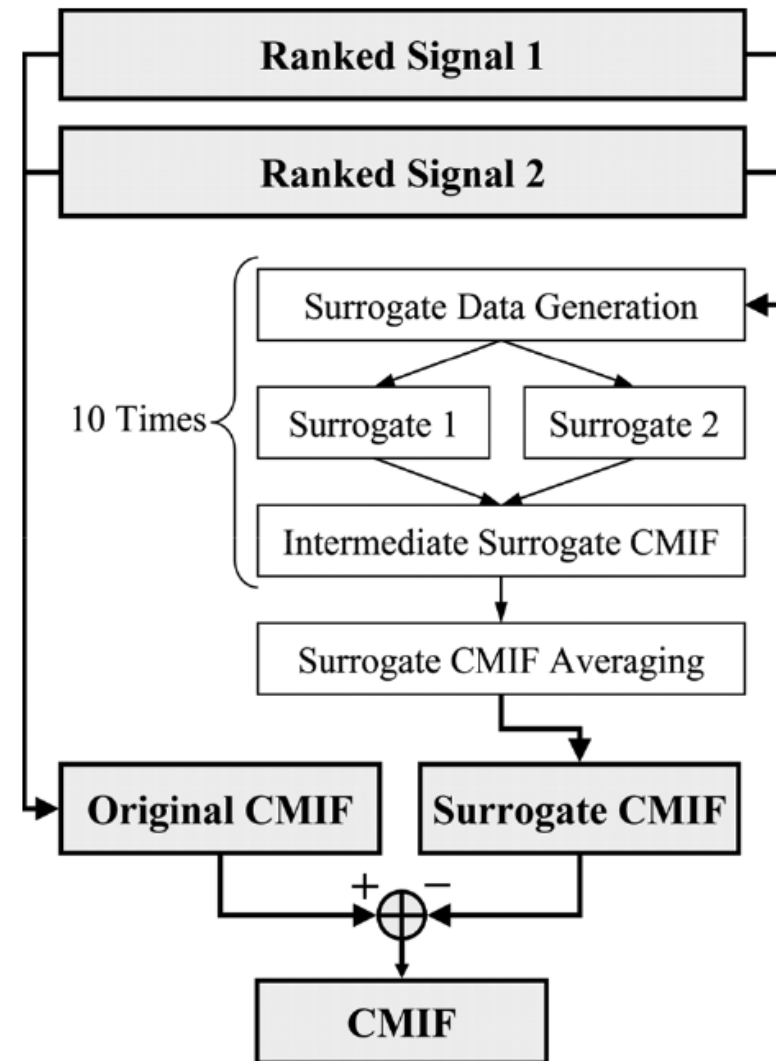 Ranked Signal 1
Ranked Signal 2
Surrogate Data Generation
10 Times
Surrogate 1
Surrogate 2
Intermediate Surrogate CMIF
Surrogate CMIF Averaging
Original CMIF
Surrogate CMIF
+
−
CMIF